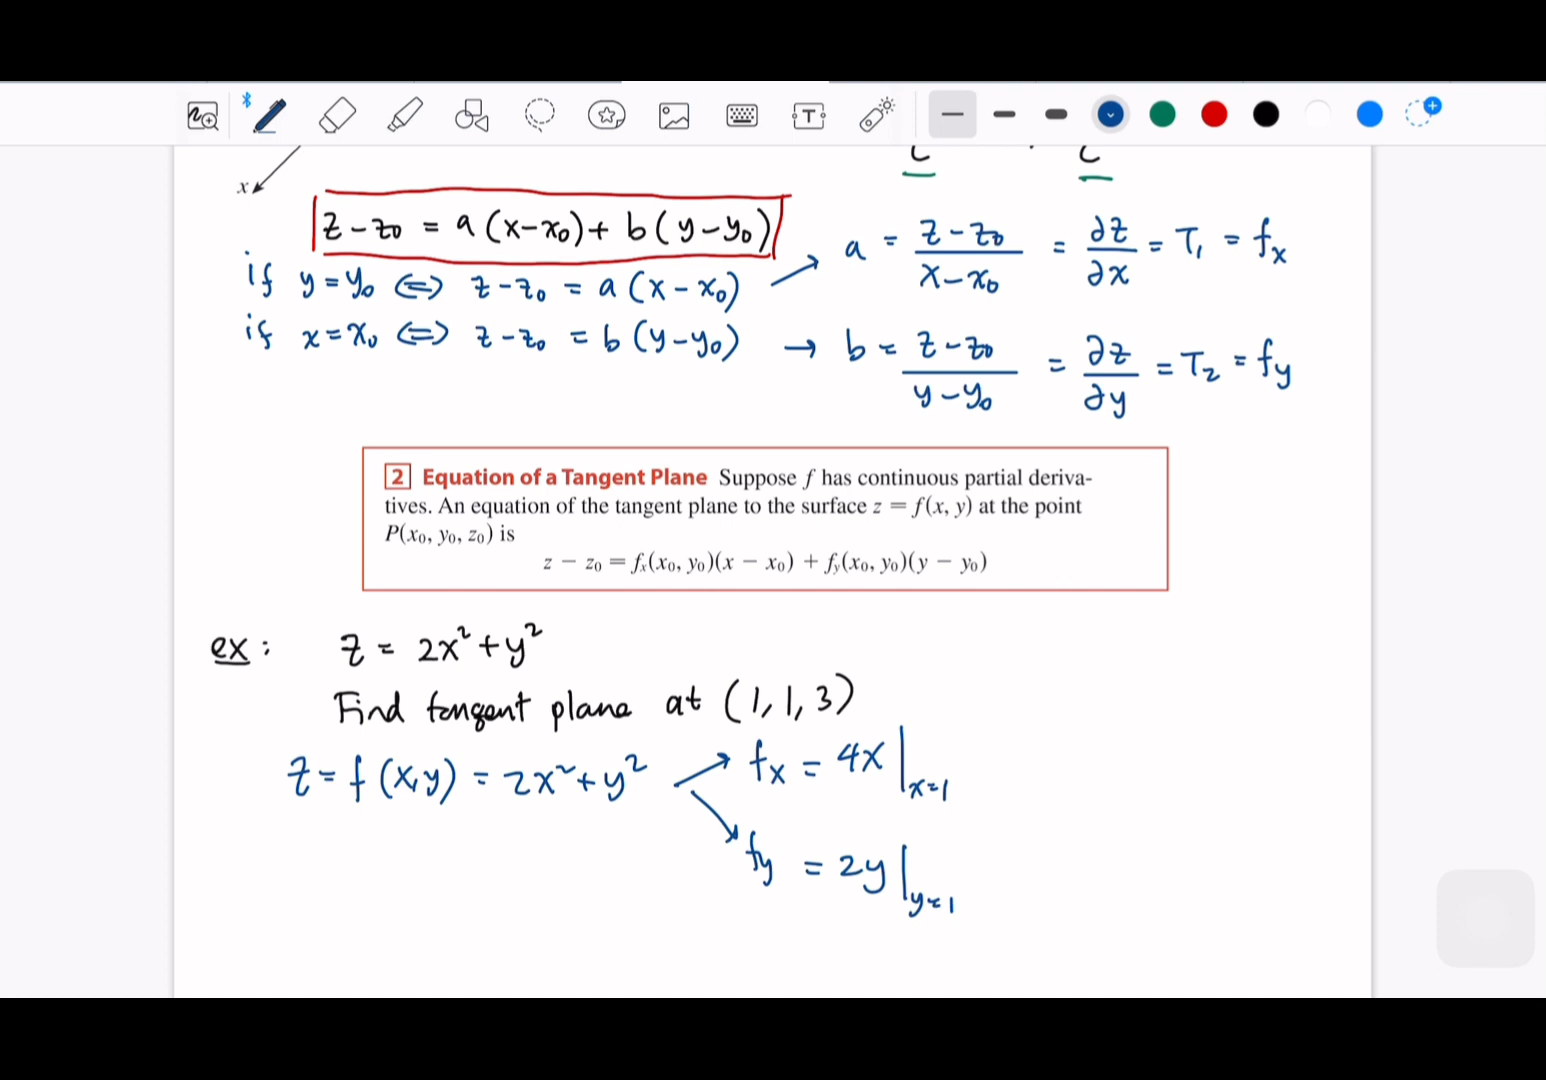 x
c c
z - z₀ = a (x - x₀) + b (y - y₀)
if y = y₀ ⇔ z - z₀ = a (x - x₀) → a = (z - z₀)/(x - x₀) = ∂z/∂x = T₁ = fₓ
if x = x₀ ⇔ z - z₀ = b (y - y₀) → b = (z - z₀)/(y - y₀) = ∂z/∂y = T₂ = f_y
2 Equation of a Tangent Plane Suppose f has continuous partial deriva-
tives. An equation of the tangent plane to the surface z = f(x, y) at the point
P(x₀, y₀, z₀) is
z − z₀ = fₓ(x₀, y₀)(x − x₀) + f_y(x₀, y₀)(y − y₀)
ex : z = 2x² + y²
Find tangent plane at (1, 1, 3)
z = f (x, y) = 2x² + y² → fₓ = 4x |ₓ₌₁
f_y = 2y |_y=1